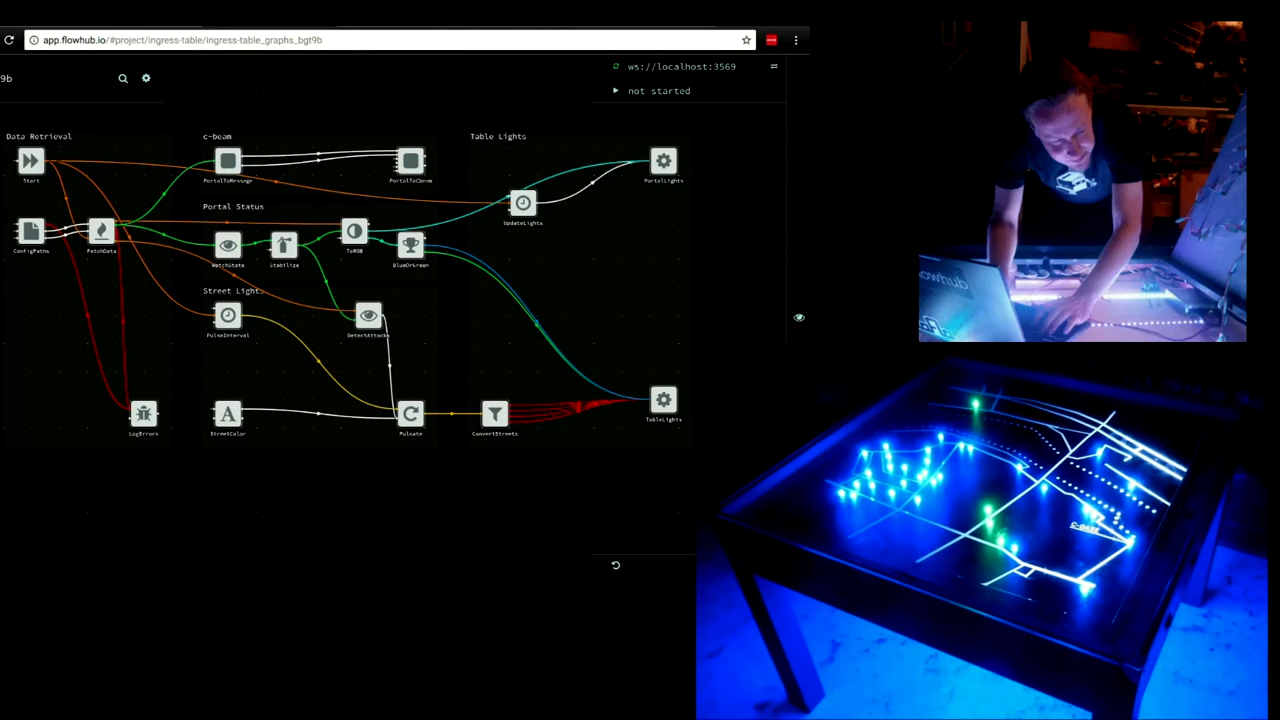 app.flowhub.io/#project/ingress-table/ingress-table_graphs_bgt9b
9b
ws://localhost:3569
not started
Data Retrieval
c-beam
Table Lights
Start
PortalToMessage
PortalToCbeam
PortalLights
Portal Status
UpdateLights
ConfigPaths
FetchData
WatchState
Stabilize
ToRGB
BlueOrGreen
Street Lights
PulseInterval
DetectAttacks
LogErrors
StreetColor
Pulsate
ConvertStreets
TableLights
C-BASE